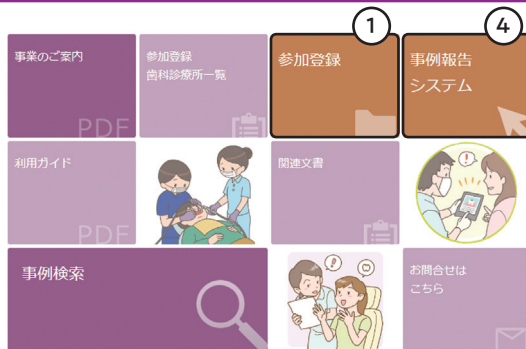 1
4
事業のご案内
参加登録
歯科診療所一覧
参加登録
事例報告
システム
PDF
利用ガイド
関連文書
PDF
事例検索
お問合せは
こちら